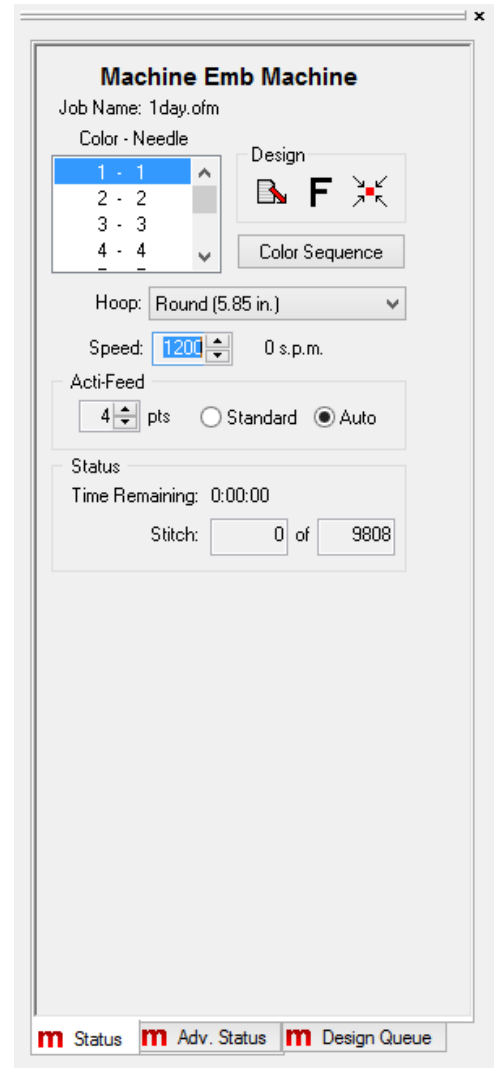 x
Machine Emb Machine
Job Name: 1day.ofm
Color - Needle
1 - 1
2 - 2
3 - 3
4 - 4
Design
F
Color Sequence
Hoop: Round (5.85 in.)
Speed: 1200 0 s.p.m.
Acti-Feed
4 pts Standard Auto
Status
Time Remaining: 0:00:00
Stitch: 0 of 9808
m Status m Adv. Status m Design Queue